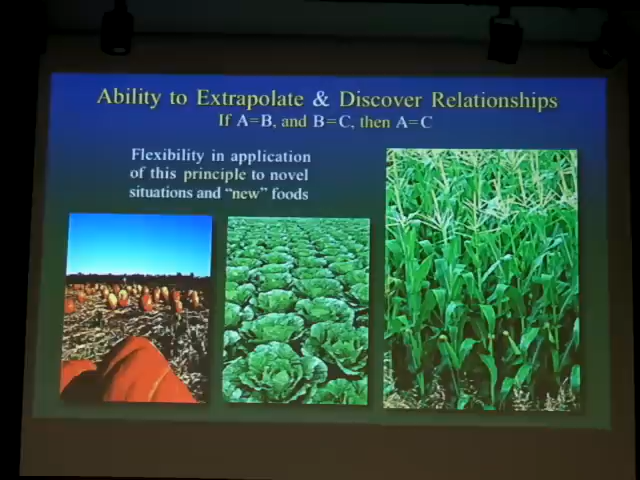 Ability to Extrapolate & Discover Relationships
If A=B, and B=C, then A=C
Flexibility in application
of this principle to novel
situations and “new” foods